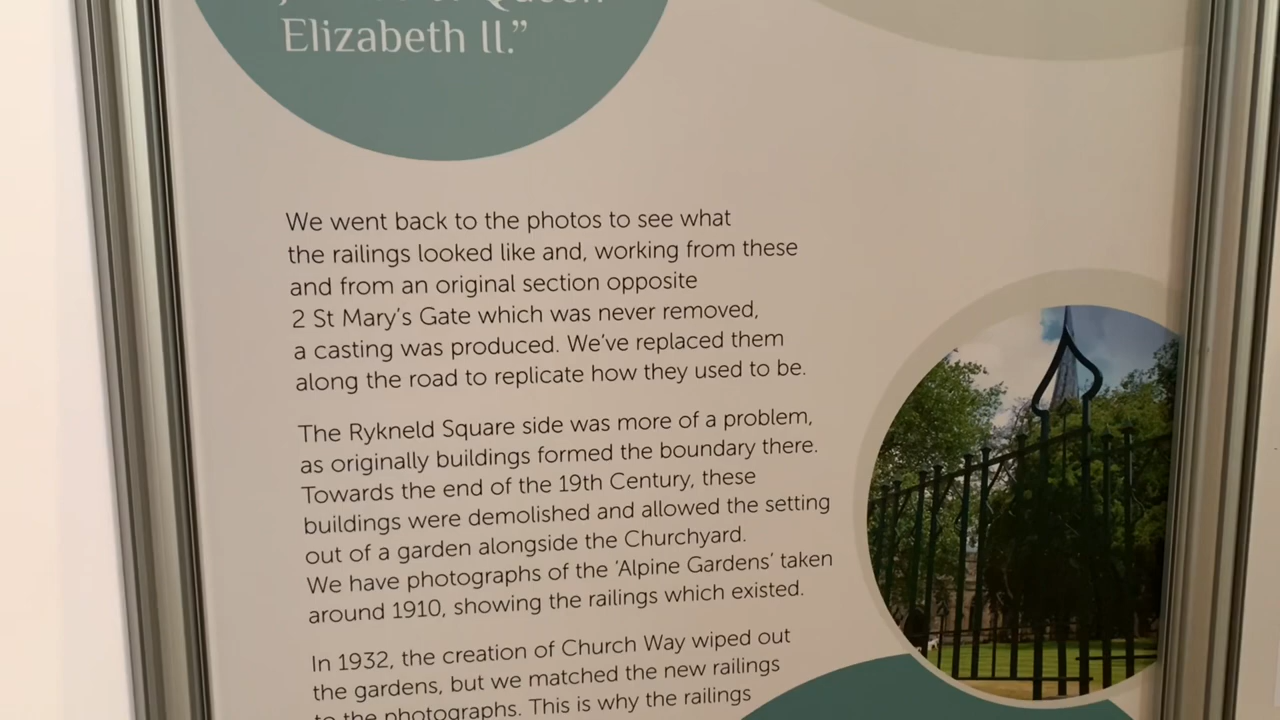 Queen
Elizabeth II.”
We went back to the photos to see what
the railings looked like and, working from these
and from an original section opposite
2 St Mary’s Gate which was never removed,
a casting was produced. We’ve replaced them
along the road to replicate how they used to be.
The Rykneld Square side was more of a problem,
as originally buildings formed the boundary there.
Towards the end of the 19th Century, these
buildings were demolished and allowed the setting
out of a garden alongside the Churchyard.
We have photographs of the ‘Alpine Gardens’ taken
around 1910, showing the railings which existed.
In 1932, the creation of Church Way wiped out
the gardens, but we matched the new railings
to the photographs. This is why the railings